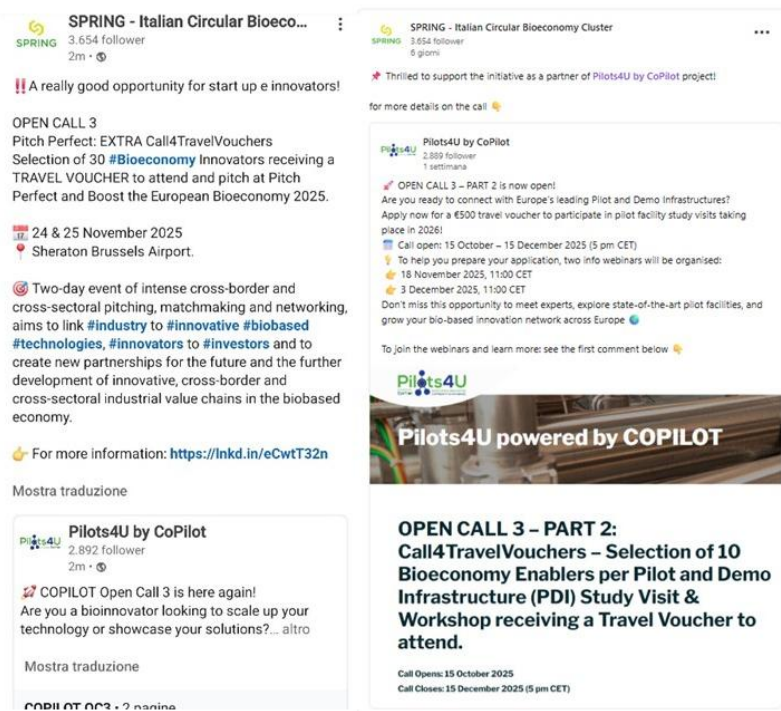 SPRING - Italian Circular Bioeco...
3.654 follower
2m •
SPRING
‼️A really good opportunity for start up e innovators!
OPEN CALL 3
Pitch Perfect: EXTRA Call4TravelVouchers
Selection of 30 #Bioeconomy Innovators receiving a
TRAVEL VOUCHER to attend and pitch at Pitch
Perfect and Boost the European Bioeconomy 2025.
24 & 25 November 2025
Sheraton Brussels Airport.
Two-day event of intense cross-border and
cross-sectoral pitching, matchmaking and networking,
aims to link #industry to #innovative #biobased
#technologies, #innovators to #investors and to
create new partnerships for the future and the further
development of innovative, cross-border and
cross-sectoral industrial value chains in the biobased
economy.
For more information: https://lnkd.in/eCwtT32n
Mostra traduzione
Pilots4U by CoPilot
Pilots4U
2.892 follower
2m •
COPILOT Open Call 3 is here again!
Are you a bioinnovator looking to scale up your
technology or showcase your solutions?... altro
Mostra traduzione
COPILOT OC3 • 2 pagine
SPRING - Italian Circular Bioeconomy Cluster
SPRING
3.654 follower
6 giorni
Thrilled to support the initiative as a partner of Pilots4U by CoPilot project!
for more details on the call
Pilots4U by CoPilot
Pilots4U
2.889 follower
1 settimana
OPEN CALL 3 – PART 2 is now open!
Are you ready to connect with Europe's leading Pilot and Demo Infrastructures?
Apply now for a €500 travel voucher to participate in pilot facility study visits taking
place in 2026!
Call open: 15 October – 15 December 2025 (5 pm CET)
To help you prepare your application, two info webinars will be organised:
18 November 2025, 11:00 CET
3 December 2025, 11:00 CET
Don't miss this opportunity to meet experts, explore state-of-the-art pilot facilities, and
grow your bio-based innovation network across Europe
To join the webinars and learn more: see the first comment below
Pilots4U
Pilots4U powered by COPILOT
OPEN CALL 3 – PART 2:
Call4TravelVouchers – Selection of 10
Bioeconomy Enablers per Pilot and Demo
Infrastructure (PDI) Study Visit &
Workshop receiving a Travel Voucher to
attend.
Call Opens: 15 October 2025
Call Closes: 15 December 2025 (5 pm CET)